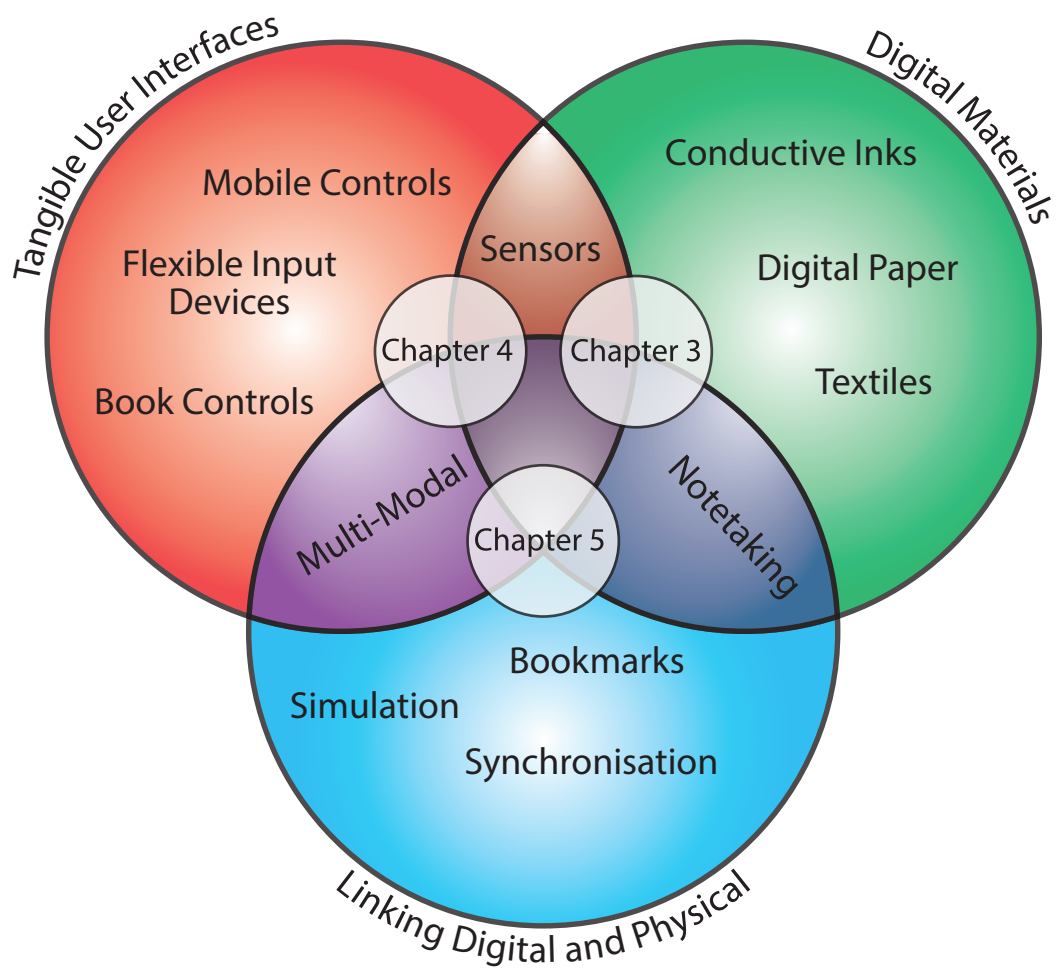 Tangible User Interfaces
Digital Materials
Mobile Controls
Flexible Input
Devices
Book Controls
Sensors
Conductive Inks
Digital Paper
Textiles
Chapter 4
Chapter 3
Multi-Modal
Notetaking
Chapter 5
Bookmarks
Simulation
Synchronisation
Linking Digital and Physical